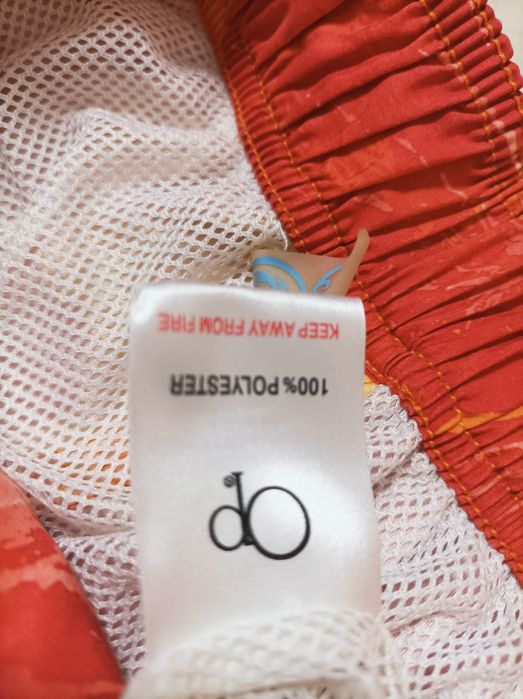 op®
100% POLYESTER
KEEP AWAY FROM FIRE